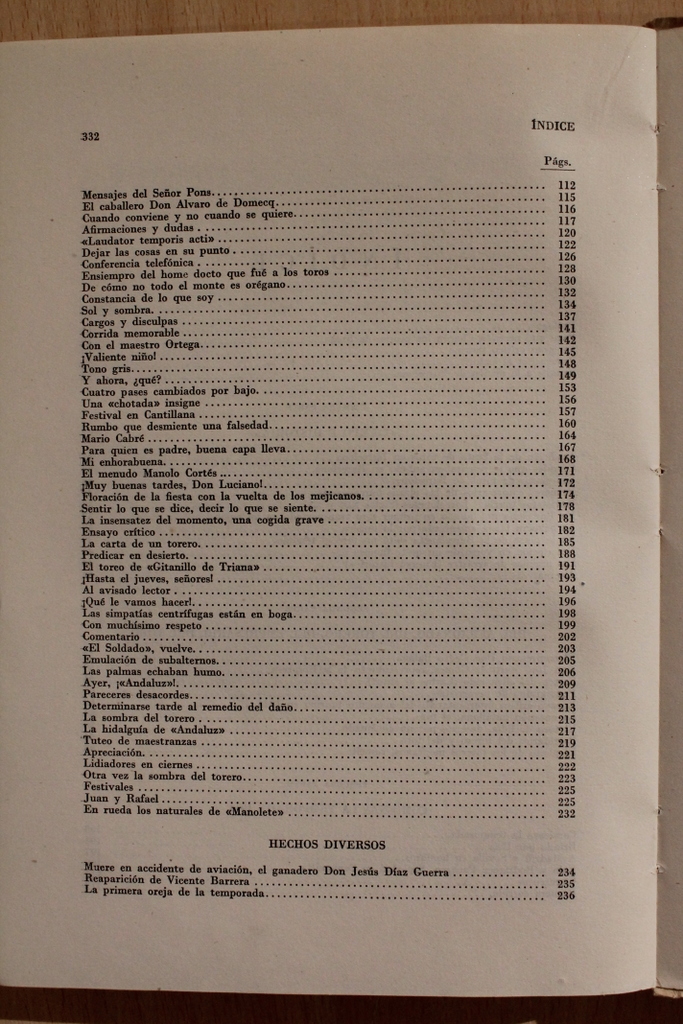 332
ÍNDICE
Págs.
Mensajes del Señor Pons........ 112
El caballero Don Alvaro de Domecq........ 115
Cuando conviene y no cuando se quiere........ 116
Afirmaciones y dudas........ 117
«Laudator temporis acti»........ 120
Dejar las cosas en su punto........ 122
Conferencia telefónica........ 126
Ensiempro del home docto que fué a los toros........ 128
De cómo no todo el monte es orégano........ 130
Constancia de lo que soy........ 132
Sol y sombra........ 134
Cargos y disculpas........ 137
Corrida memorable........ 141
Con el maestro Ortega........ 142
¡Valiente niño!........ 145
Tono gris........ 148
Y ahora, ¿qué?........ 149
Cuatro pases cambiados por bajo........ 153
Una «chotada» insigne........ 156
Festival en Cantillana........ 157
Rumbo que desmiente una falsedad........ 160
Mario Cabré........ 164
Para quien es padre, buena capa lleva........ 167
Mi enhorabuena........ 168
El menudo Manolo Cortés........ 171
¡Muy buenas tardes, Don Luciano!........ 172
Floración de la fiesta con la vuelta de los mejicanos........ 174
Sentir lo que se dice, decir lo que se siente........ 178
La insensatez del momento, una cogida grave........ 181
Ensayo crítico........ 182
La carta de un torero........ 185
Predicar en desierto........ 188
El toreo de «Gitanillo de Triana»........ 191
¡Hasta el jueves, señores!........ 193
Al avisado lector........ 194
¡Qué le vamos hacer!........ 196
Las simpatías centrífugas están en boga........ 198
Con muchísimo respeto........ 199
Comentario........ 202
«El Soldado», vuelve........ 203
Emulación de subalternos........ 205
Las palmas echaban humo........ 206
Ayer, ¡«Andaluz»!........ 209
Pareceres desacordes........ 211
Determinarse tarde al remedio del daño........ 213
La sombra del torero........ 215
La hidalguía de «Andaluz»........ 217
Tuteo de maestranzas........ 219
Apreciación........ 221
Lidiadores en ciernes........ 222
Otra vez la sombra del torero........ 223
Festivales........ 225
Juan y Rafael........ 225
En rueda los naturales de «Manolete»........ 232
HECHOS DIVERSOS
Muere en accidente de aviación, el ganadero Don Jesús Díaz Guerra........ 234
Reaparición de Vicente Barrera........ 235
La primera oreja de la temporada........ 236